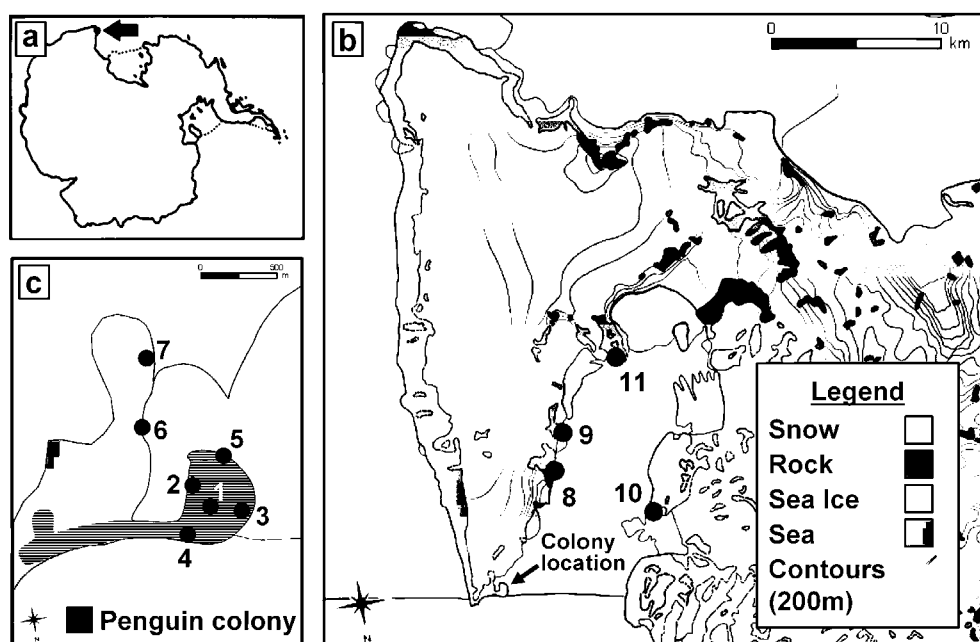 a
b
0 10
km
11
9
8
10
Colony
location
N
Legend
Snow
Rock
Sea Ice
Sea
Contours
(200m)
c
0 500
m
7
6
5
2
1
3
4
N
Penguin colony